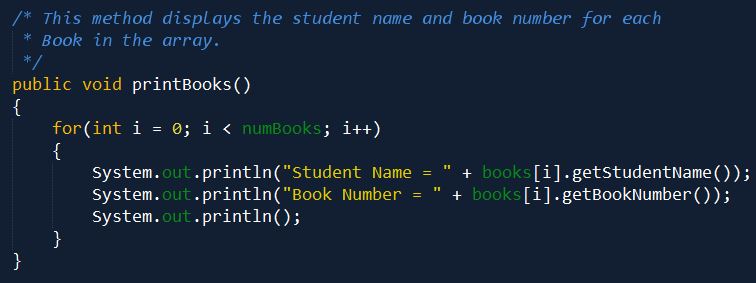 /* This method displays the student name and book number for each
 * Book in the array.
 */
public void printBooks()
{
    for(int i = 0; i < numBooks; i++)
    {
        System.out.println("Student Name = " + books[i].getStudentName());
        System.out.println("Book Number = " + books[i].getBookNumber());
        System.out.println();
    }
}